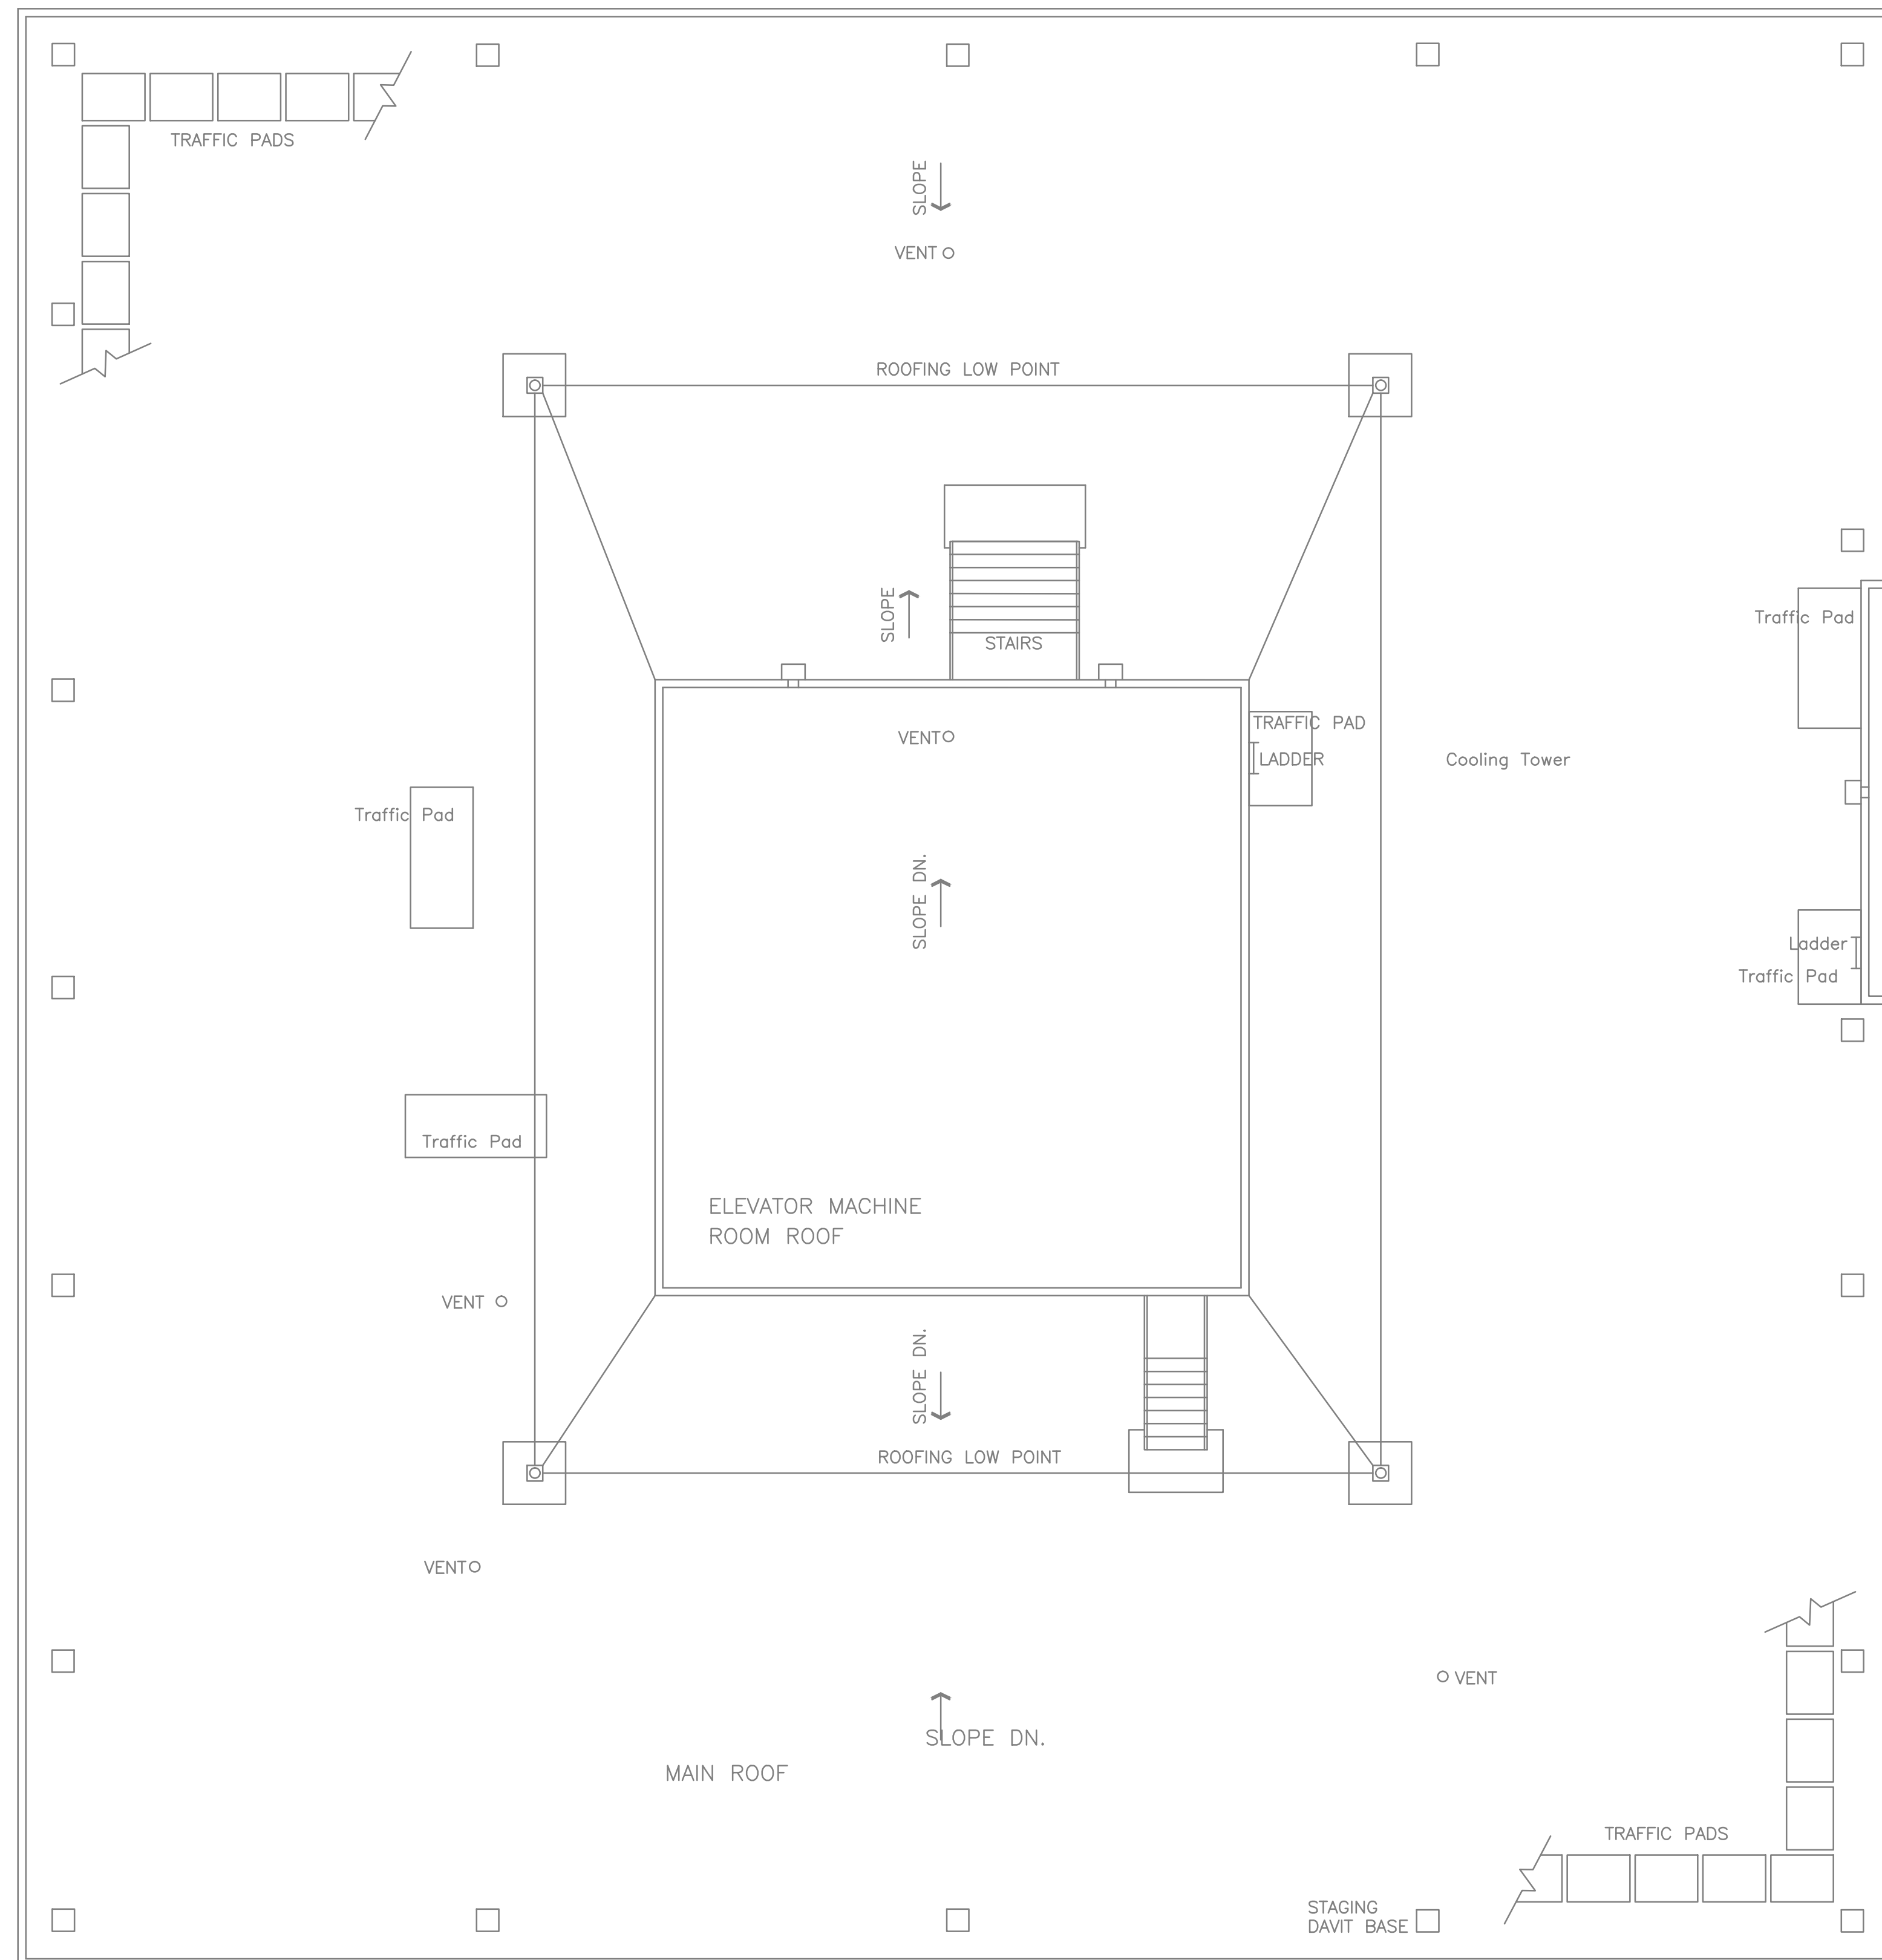 TRAFFIC PADS
SLOPE
VENT
ROOFING LOW POINT
SLOPE
STAIRS
Traffic Pad
TRAFFIC PAD
LADDER
VENT
Cooling Tower
Traffic Pad
SLOPE DN.
Ladder
Traffic Pad
Traffic Pad
ELEVATOR MACHINE
ROOM ROOF
VENT
SLOPE DN.
ROOFING LOW POINT
VENT
VENT
SLOPE DN.
MAIN ROOF
TRAFFIC PADS
STAGING
DAVIT BASE